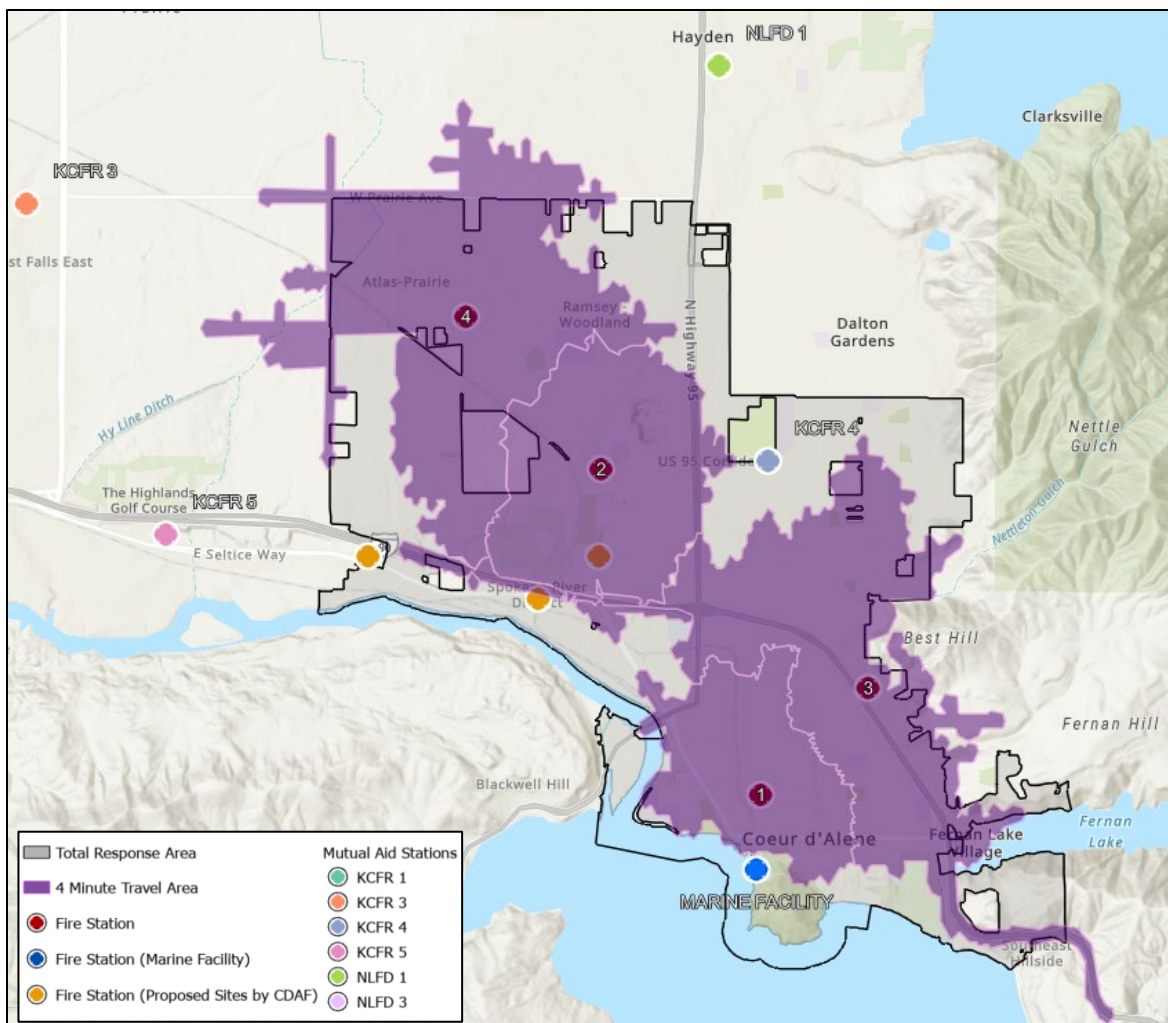 Hayden
NLFD 1
Clarksville
KCFR 3
W Prairie Ave
st Falls East
Atlas-Prairie
4
Ramsey -
Woodland
N Highway 95
Dalton
Gardens
Hy Line Ditch
Nettle
Gulch
KCFR 4
US 95 Corride
2
The Highlands
Golf Course
KCFR 5
Nettleton Gulch
E Seltice Way
Spokane River
District
Best Hill
3
Fernan Hill
Blackwell Hill
1
Coeur d'Alene
Fernan Lake
Village
Fernan
Lake
MARINE FACILITY
Southeast
Hillside
Total Response Area
4 Minute Travel Area
Fire Station
Fire Station (Marine Facility)
Fire Station (Proposed Sites by CDAF)
Mutual Aid Stations
KCFR 1
KCFR 3
KCFR 4
KCFR 5
NLFD 1
NLFD 3